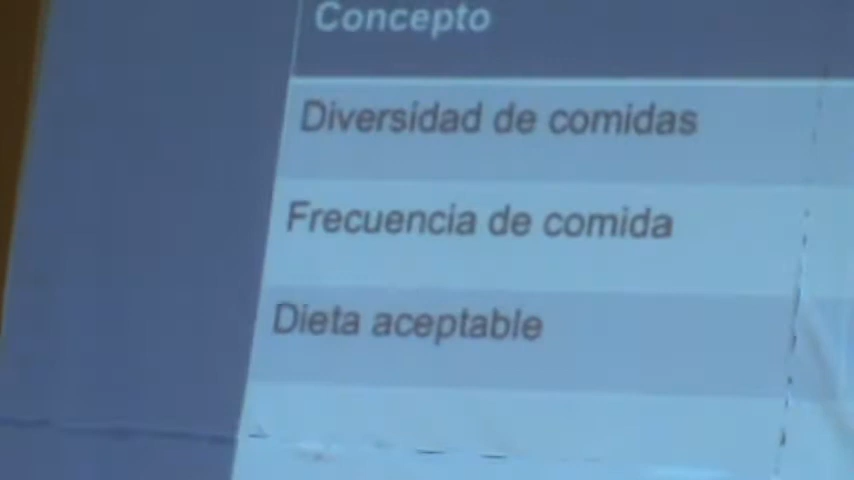 Concepto
Diversidad de comidas
Frecuencia de comida
Dieta aceptable